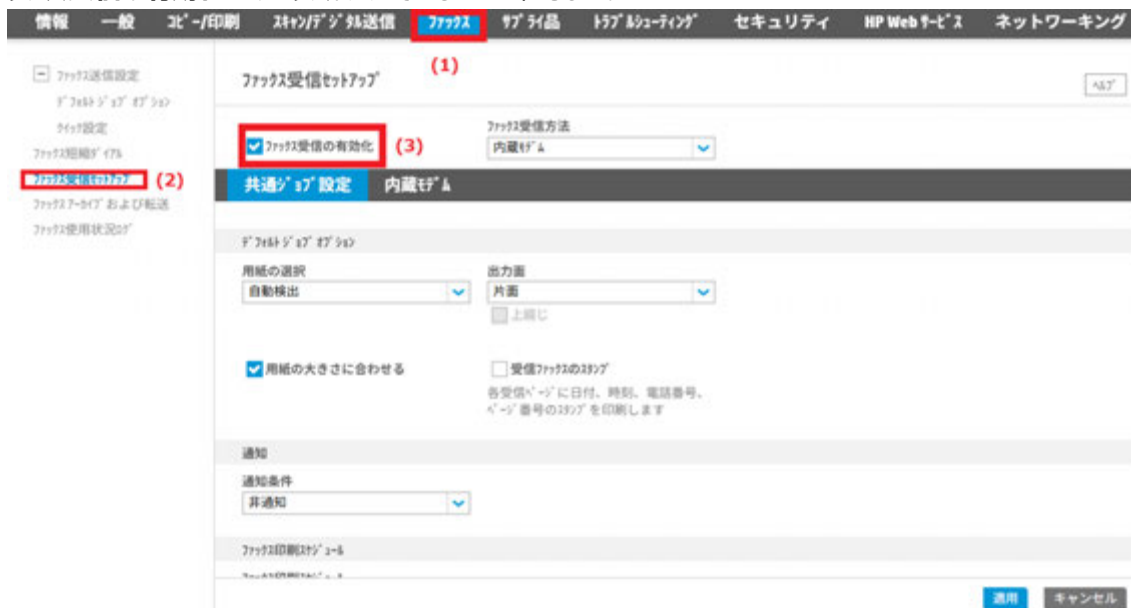 情報 一般 ｺﾋﾟｰ/印刷 ｽｷｬﾝ/ﾃﾞｼﾞﾀﾙ送信 ﾌｧｯｸｽ ｻﾌﾟﾗｲ品 ﾄﾗﾌﾞﾙｼｭｰﾃｨﾝｸﾞ セキュリティ HP Web ｻｰﾋﾞｽ ネットワーキング
(1)
ﾌｧｯｸｽ送信設定
ﾃﾞﾌｫﾙﾄ ｼﾞｮﾌﾞ ｵﾌﾟｼｮﾝ
ｸｲｯｸ設定
ﾌｧｯｸｽ短縮ﾀﾞｲｱﾙ
ﾌｧｯｸｽ受信ｾｯﾄｱｯﾌﾟ (2)
ﾌｧｯｸｽ ｱｰｶｲﾌﾞ および転送
ﾌｧｯｸｽ使用状況ﾛｸﾞ
ﾌｧｯｸｽ受信ｾｯﾄｱｯﾌﾟ
ﾍﾙﾌﾟ
ﾌｧｯｸｽ受信の有効化 (3)
ﾌｧｯｸｽ受信方法
内蔵ﾓﾃﾞﾑ
共通ｼﾞｮﾌﾞ設定 内蔵ﾓﾃﾞﾑ
ﾃﾞﾌｫﾙﾄ ｼﾞｮﾌﾞ ｵﾌﾟｼｮﾝ
用紙の選択 出力面
自動検出 片面
上綴じ
用紙の大きさに合わせる 受信ﾌｧｯｸｽのｽﾀﾝﾌﾟ
各受信ﾍﾟｰｼﾞに日付、時刻、電話番号、
ﾍﾟｰｼﾞ番号のｽﾀﾝﾌﾟを印刷します
通知
通知条件
非通知
ﾌｧｯｸｽ印刷ｽｹｼﾞｭｰﾙ
適用 キャンセル